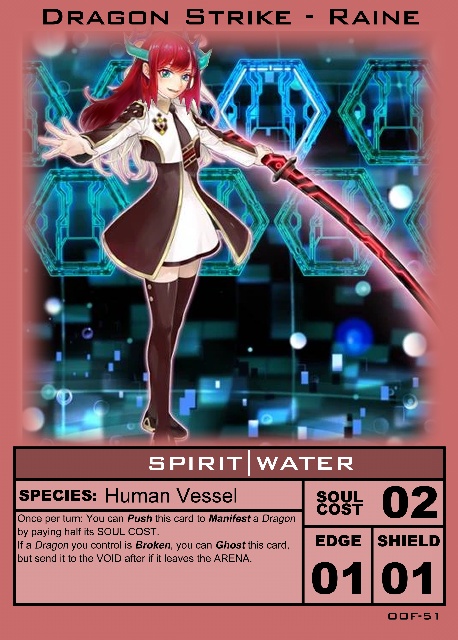 Dragon Strike - Raine
SPIRIT|WATER
SPECIES: Human Vessel
Once per turn: You can Push this card to Manifest a Dragon
by paying half its SOUL COST.
If a Dragon you control is Broken, you can Ghost this card,
but send it to the VOID after if it leaves the ARENA.
SOUL
COST 02
EDGE SHIELD
01 01
OOF-51